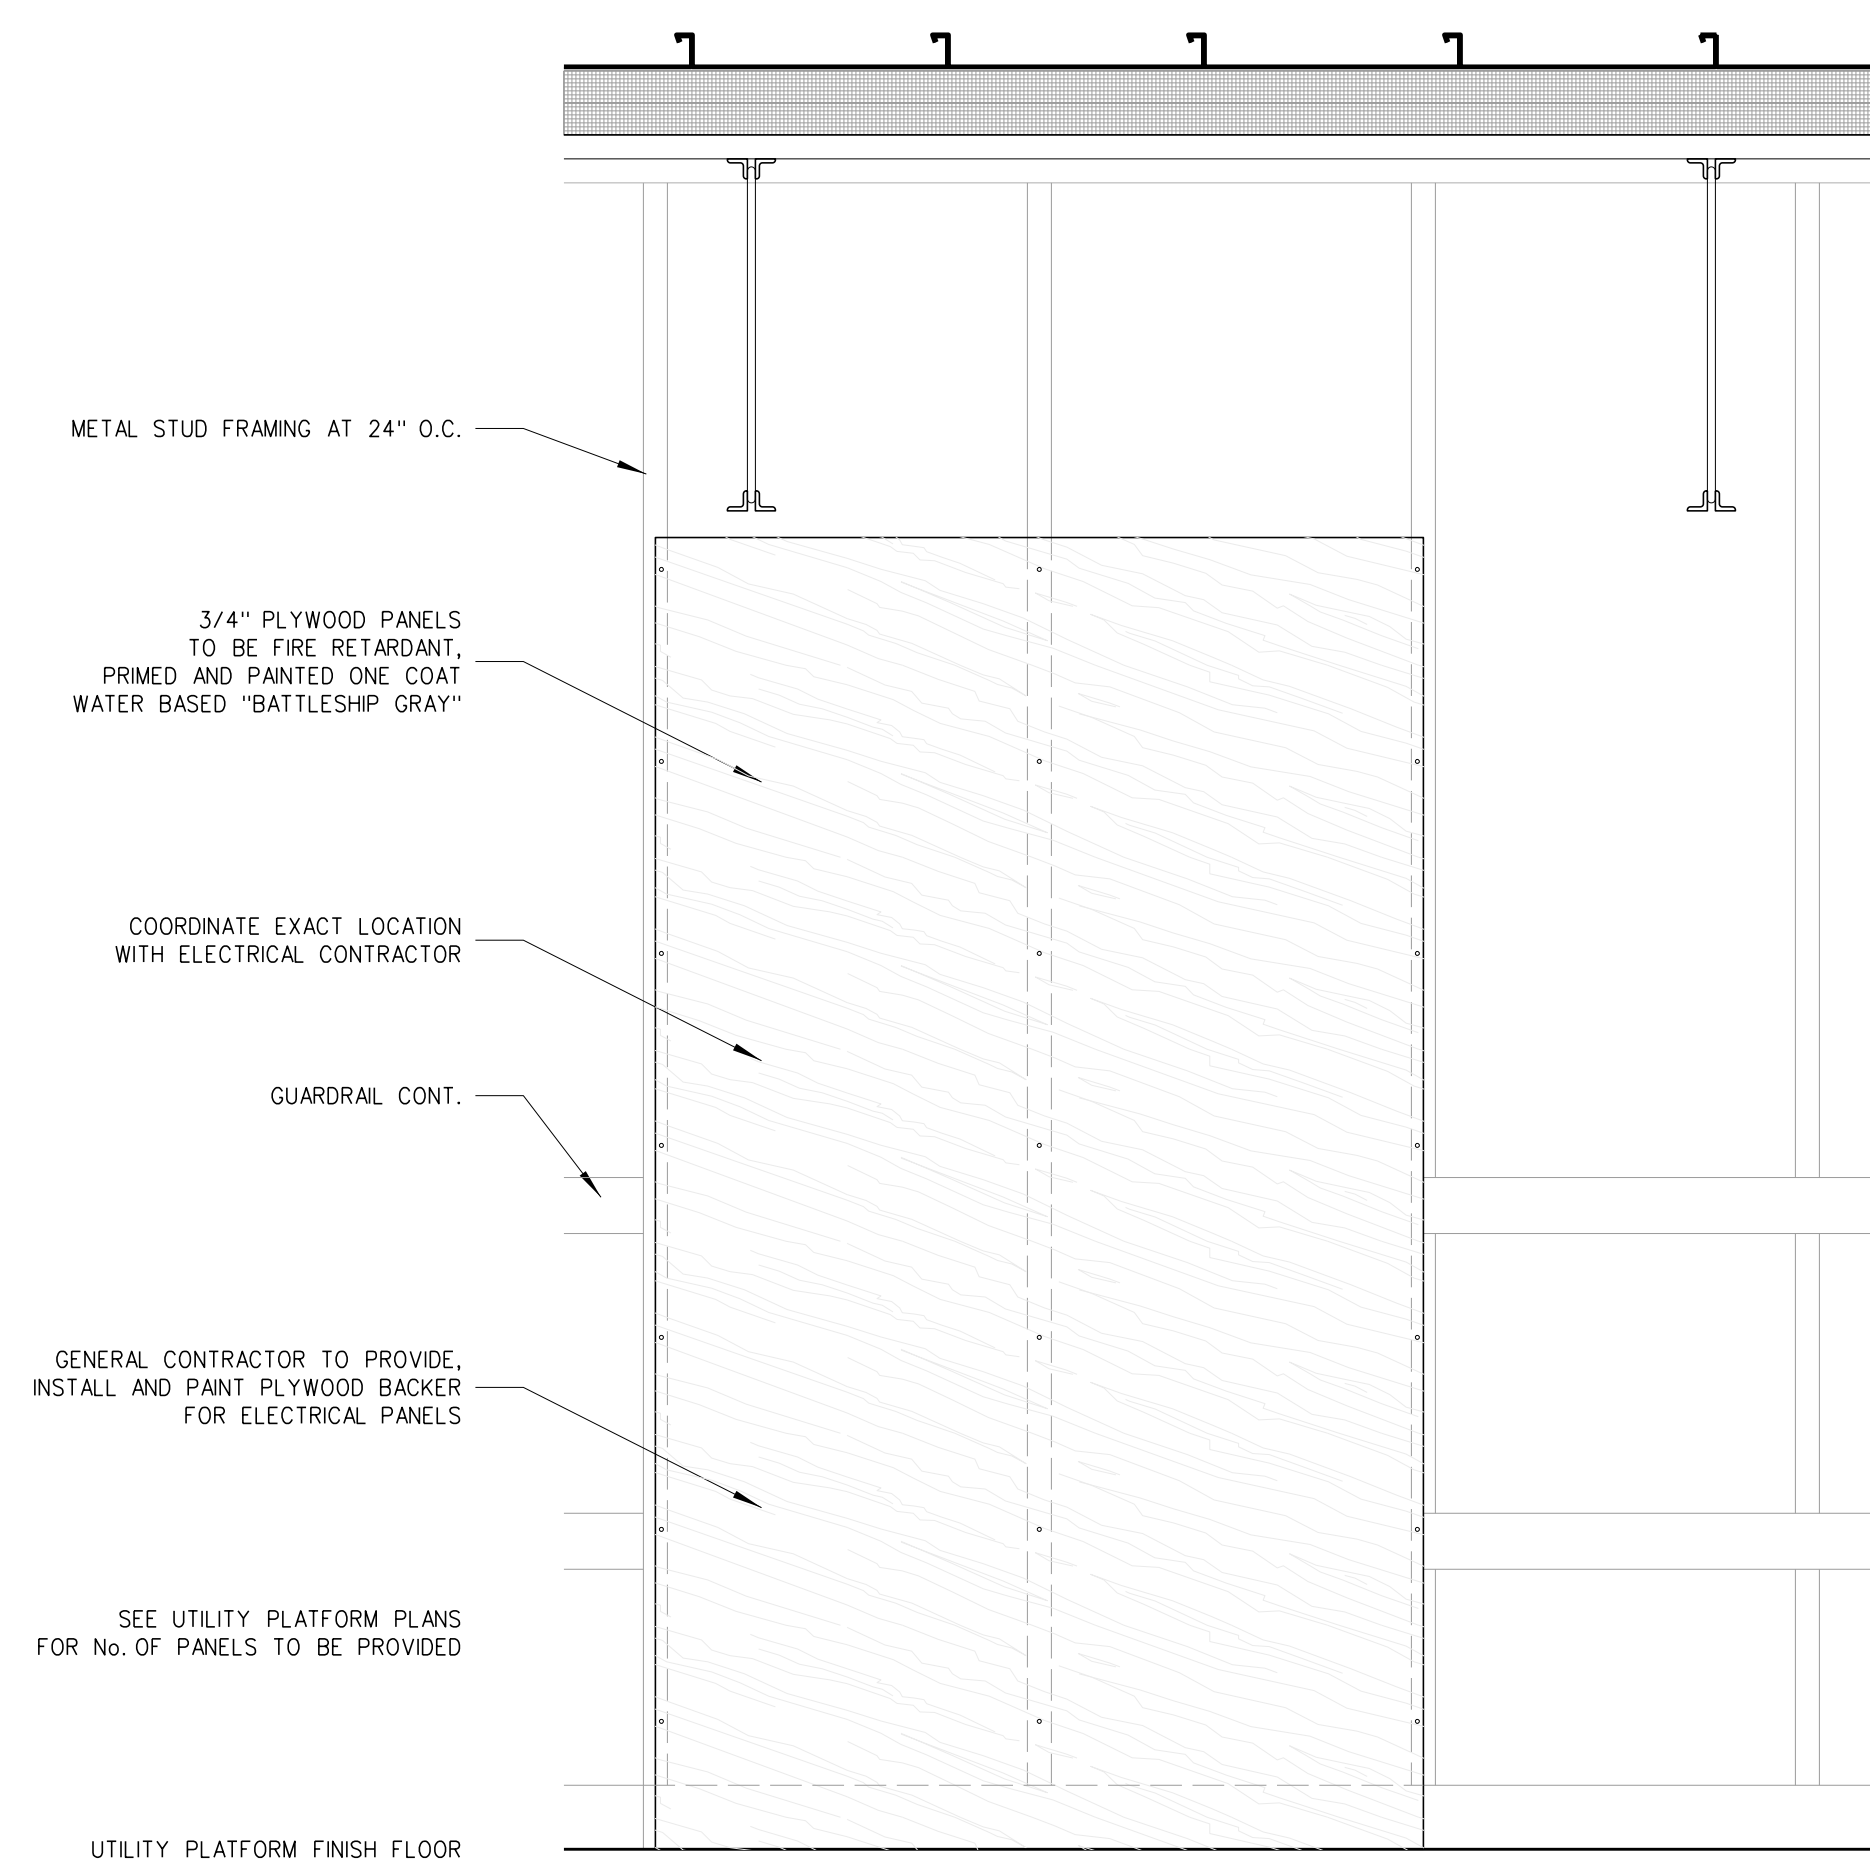 METAL STUD FRAMING AT 24" O.C.
3/4" PLYWOOD PANELS
TO BE FIRE RETARDANT,
PRIMED AND PAINTED ONE COAT
WATER BASED "BATTLESHIP GRAY"
COORDINATE EXACT LOCATION
WITH ELECTRICAL CONTRACTOR
GUARDRAIL CONT.
GENERAL CONTRACTOR TO PROVIDE,
INSTALL AND PAINT PLYWOOD BACKER
FOR ELECTRICAL PANELS
SEE UTILITY PLATFORM PLANS
FOR No. OF PANELS TO BE PROVIDED
UTILITY PLATFORM FINISH FLOOR